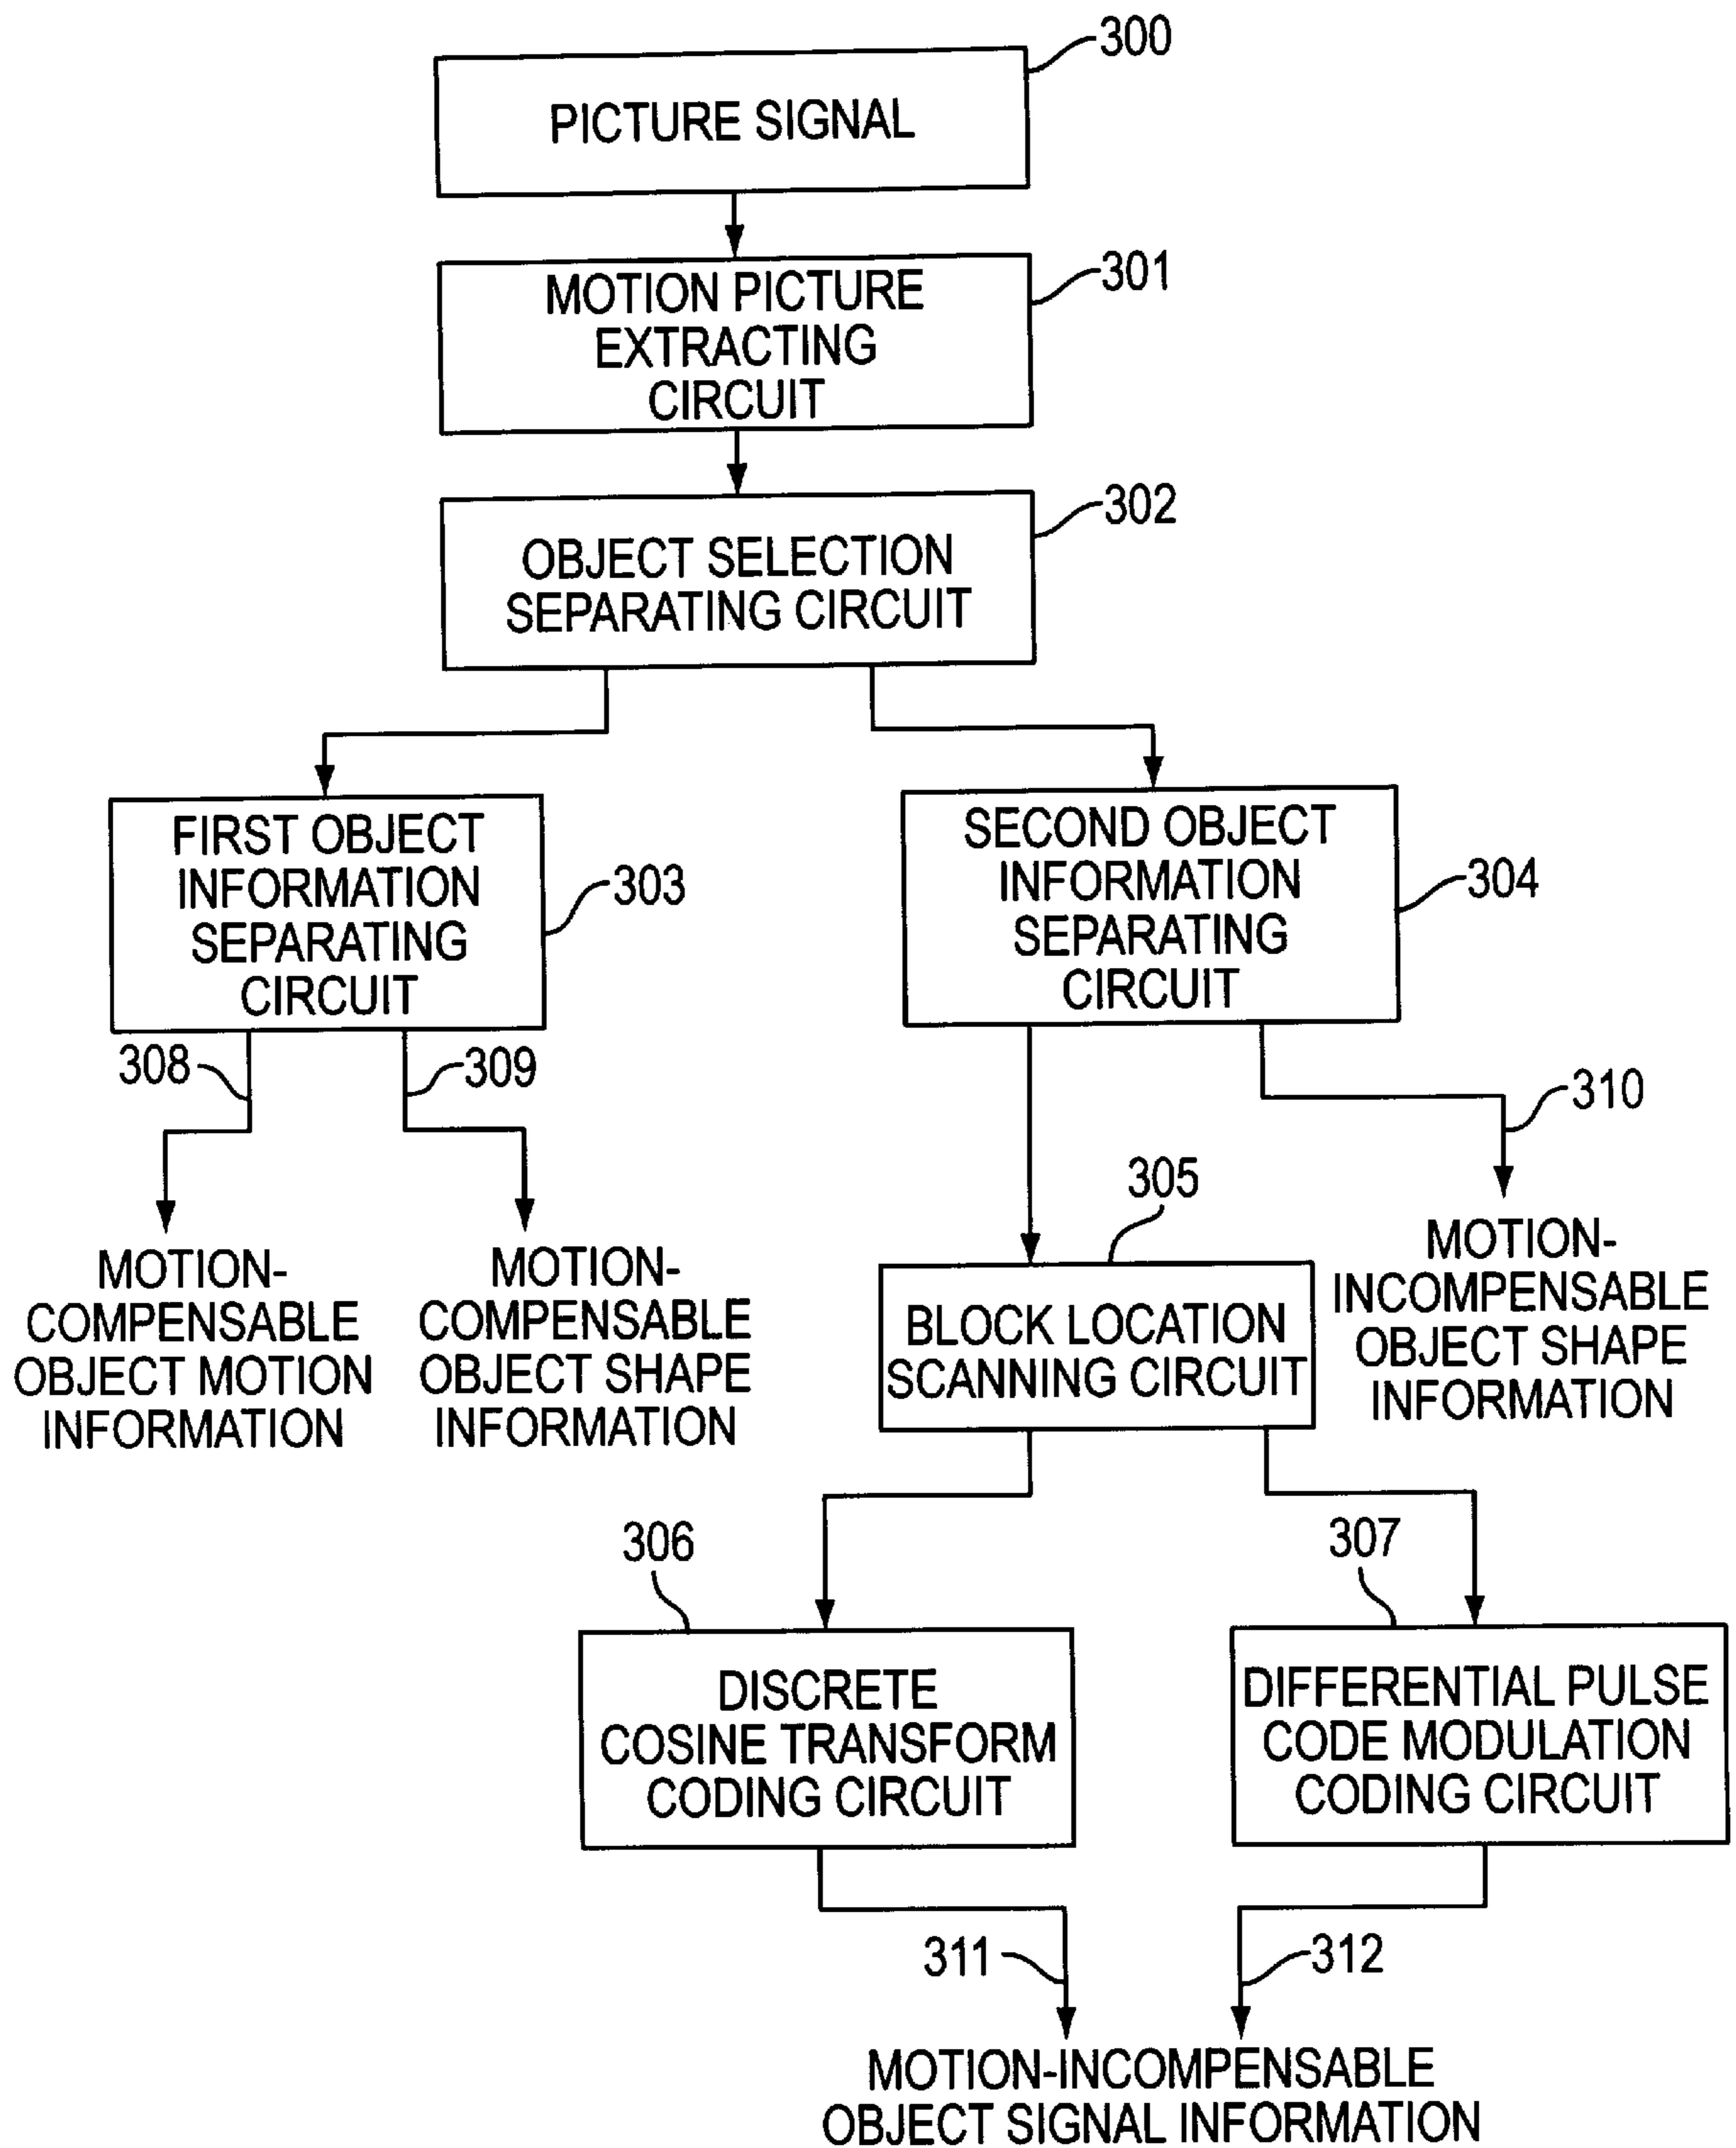 300
PICTURE SIGNAL
301
MOTION PICTURE
EXTRACTING
CIRCUIT
302
OBJECT SELECTION
SEPARATING CIRCUIT
FIRST OBJECT
INFORMATION
SEPARATING
CIRCUIT
303
SECOND OBJECT
INFORMATION
SEPARATING
CIRCUIT
304
308
309
310
MOTION-
COMPENSABLE
OBJECT MOTION
INFORMATION
MOTION-
COMPENSABLE
OBJECT SHAPE
INFORMATION
305
BLOCK LOCATION
SCANNING CIRCUIT
MOTION-
INCOMPENSABLE
OBJECT SHAPE
INFORMATION
306
DISCRETE
COSINE TRANSFORM
CODING CIRCUIT
307
DIFFERENTIAL PULSE
CODE MODULATION
CODING CIRCUIT
311
312
MOTION-INCOMPENSABLE
OBJECT SIGNAL INFORMATION